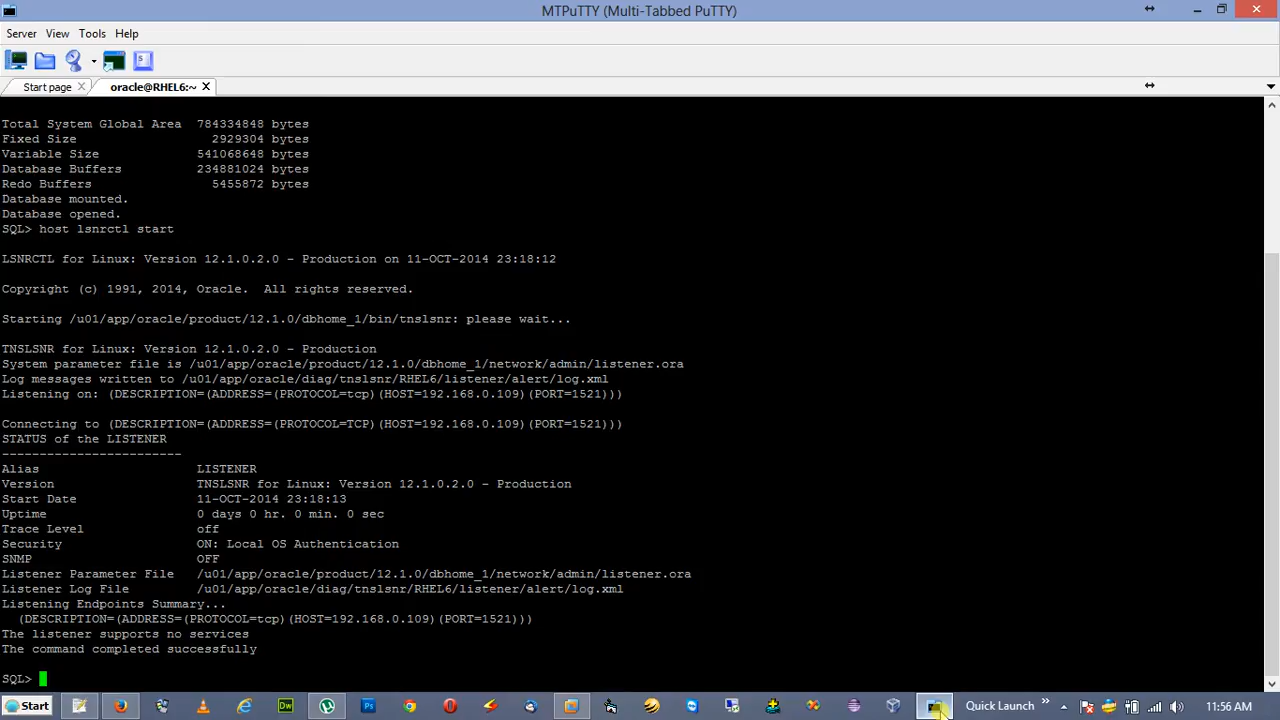 MTPuTTY (Multi-Tabbed PuTTY)
Server View Tools Help
Start page oracle@RHEL6:~
Total System Global Area 784334848 bytes
Fixed Size 2929304 bytes
Variable Size 541068648 bytes
Database Buffers 234881024 bytes
Redo Buffers 5455872 bytes
Database mounted.
Database opened.
SQL> host lsnrctl start
LSNRCTL for Linux: Version 12.1.0.2.0 - Production on 11-OCT-2014 23:18:12
Copyright (c) 1991, 2014, Oracle. All rights reserved.
Starting /u01/app/oracle/product/12.1.0/dbhome_1/bin/tnslsnr: please wait...
TNSLSNR for Linux: Version 12.1.0.2.0 - Production
System parameter file is /u01/app/oracle/product/12.1.0/dbhome_1/network/admin/listener.ora
Log messages written to /u01/app/oracle/diag/tnslsnr/RHEL6/listener/alert/log.xml
Listening on: (DESCRIPTION=(ADDRESS=(PROTOCOL=tcp)(HOST=192.168.0.109)(PORT=1521)))
Connecting to (DESCRIPTION=(ADDRESS=(PROTOCOL=TCP)(HOST=192.168.0.109)(PORT=1521)))
STATUS of the LISTENER
------------------------
Alias LISTENER
Version TNSLSNR for Linux: Version 12.1.0.2.0 - Production
Start Date 11-OCT-2014 23:18:13
Uptime 0 days 0 hr. 0 min. 0 sec
Trace Level off
Security ON: Local OS Authentication
SNMP OFF
Listener Parameter File /u01/app/oracle/product/12.1.0/dbhome_1/network/admin/listener.ora
Listener Log File /u01/app/oracle/diag/tnslsnr/RHEL6/listener/alert/log.xml
Listening Endpoints Summary...
(DESCRIPTION=(ADDRESS=(PROTOCOL=tcp)(HOST=192.168.0.109)(PORT=1521)))
The listener supports no services
The command completed successfully
SQL>
Start Dw Ps Quick Launch 11:56 AM